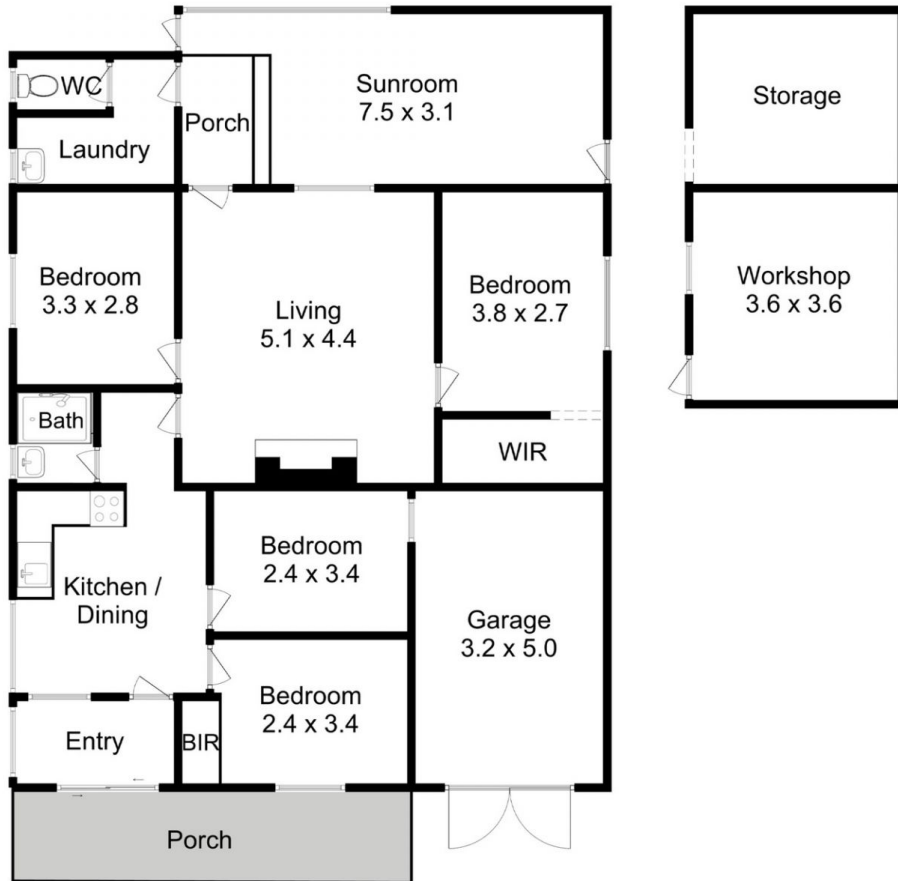 WC
Sunroom
7.5 x 3.1
Storage
Porch
Laundry
Bedroom
3.3 x 2.8
Living
5.1 x 4.4
Bedroom
3.8 x 2.7
Workshop
3.6 x 3.6
Bath
WIR
Bedroom
2.4 x 3.4
Kitchen /
Dining
Garage
3.2 x 5.0
Bedroom
2.4 x 3.4
Entry
BIR
Porch